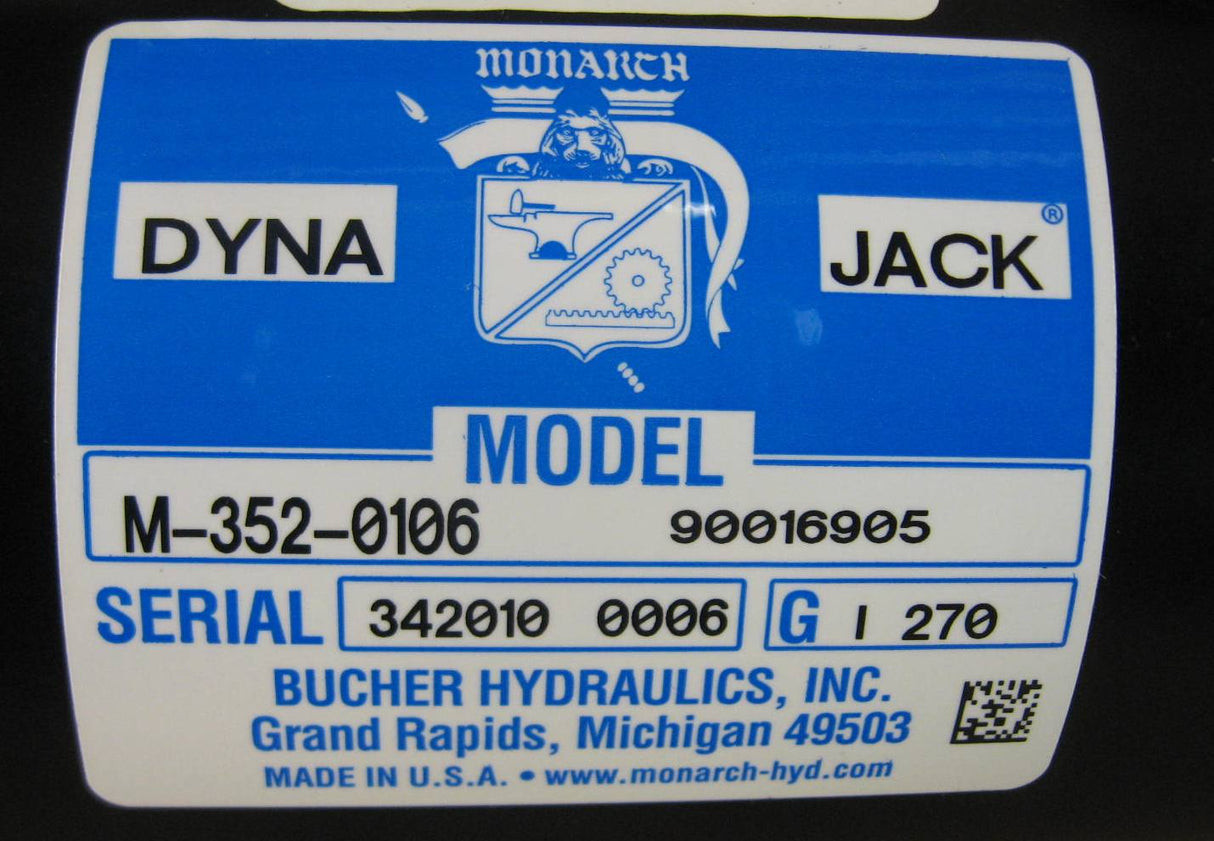 MONARCH
DYNA JACK®
MODEL
M-352-0106 90016905
SERIAL 342010 0006 G I 270
BUCHER HYDRAULICS, INC.
Grand Rapids, Michigan 49503
MADE IN U.S.A. • www.monarch-hyd.com